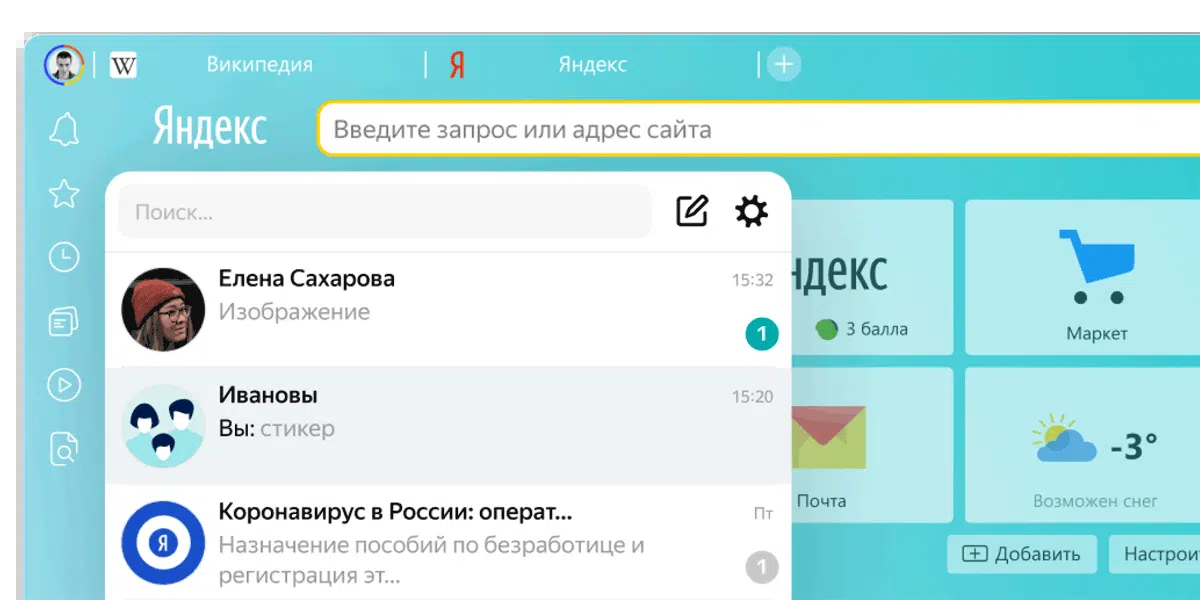 W Википедия Я Яндекс
Яндекс Введите запрос или адрес сайта
Поиск...
Елена Сахарова 15:32
Изображение 1
Ивановы 15:20
Вы: стикер
Я Коронавирус в России: операт... Пт
Назначение пособий по безработице и
регистрация эт... 1
ндекс
3 балла
Маркет
-3°
Почта
Возможен снег
Добавить
Настрои